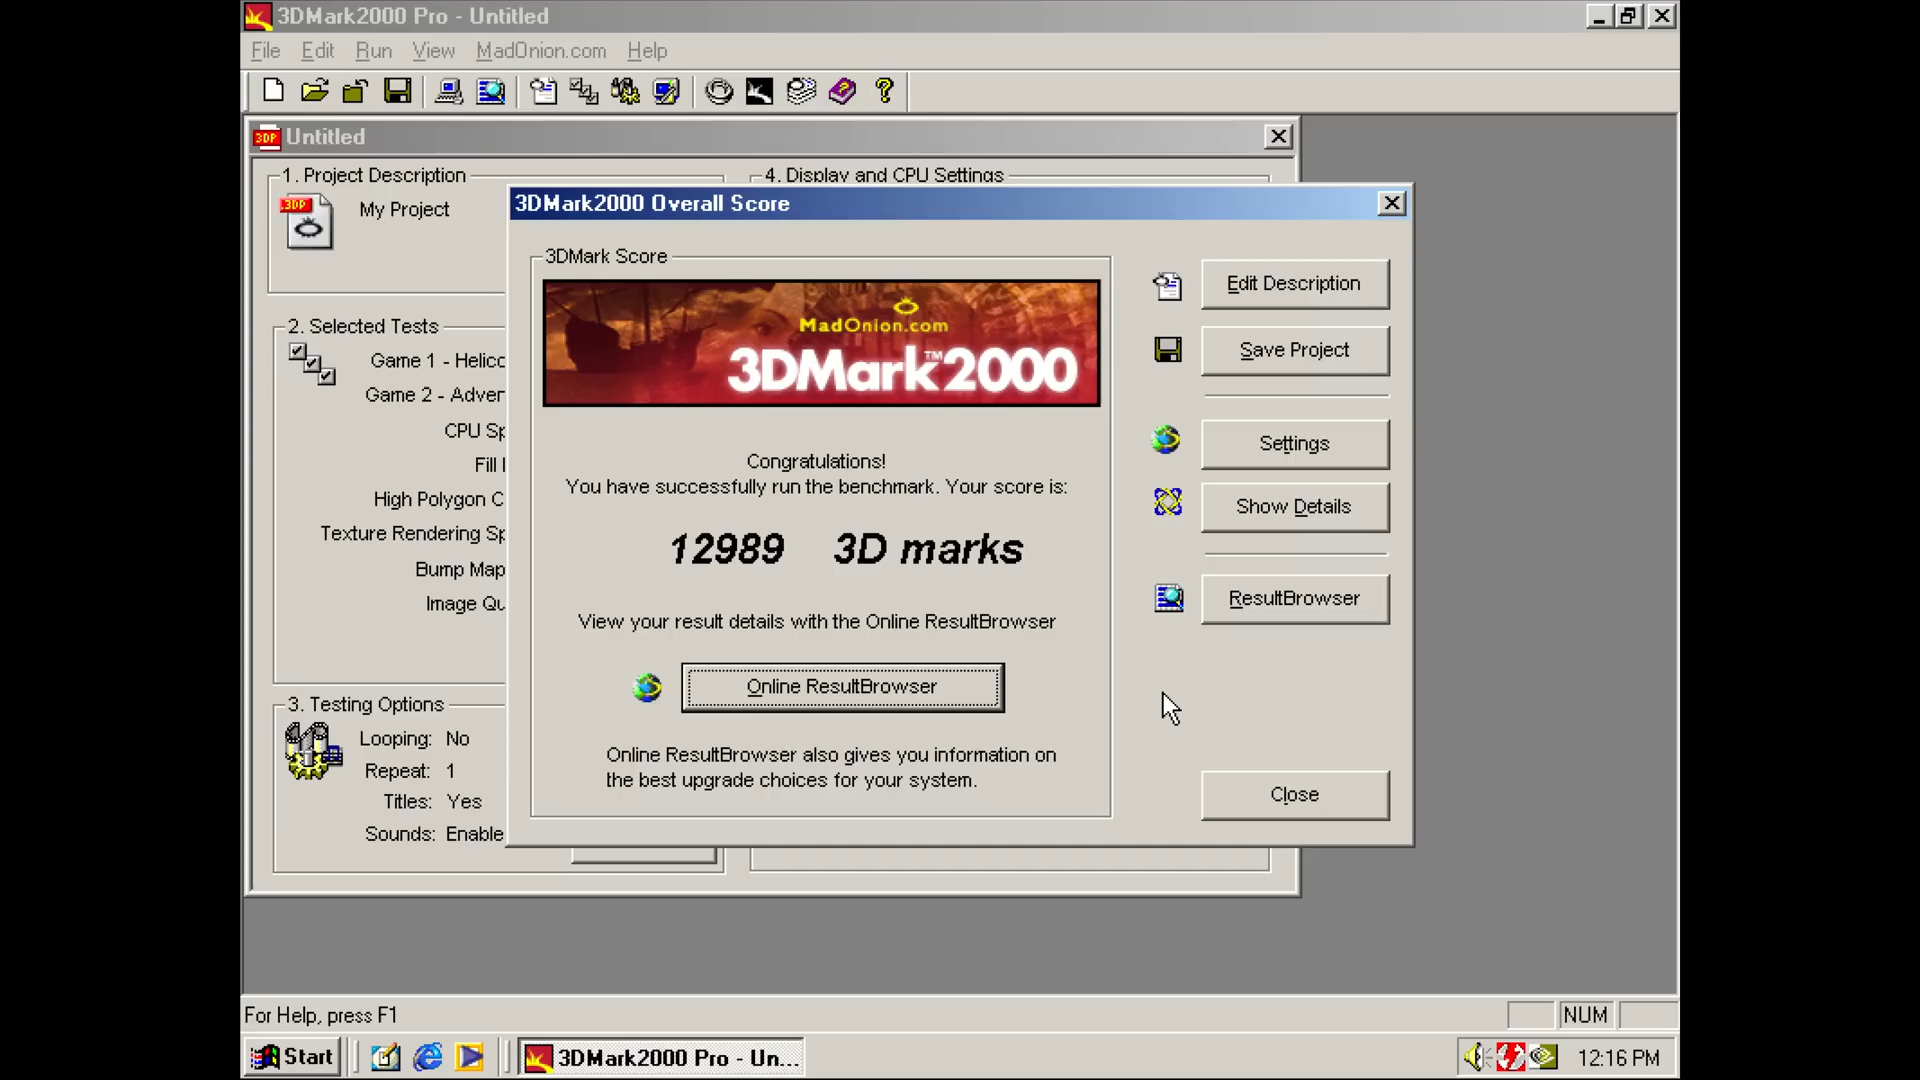 3DMark2000 Pro - Untitled
File Edit Run View MadOnion.com Help
3DP Untitled
1. Project Description
3DP
My Project
4. Display and CPU Settings
2. Selected Tests
Game 1 - Helico
Game 2 - Adver
CPU Sp
Fill
High Polygon C
Texture Rendering Sp
Bump Map
Image Qu
3. Testing Options
Looping: No
Repeat: 1
Titles: Yes
Sounds: Enable
3DMark2000 Overall Score
3DMark Score
MadOnion.com
3DMark™2000
Congratulations!
You have successfully run the benchmark. Your score is:
12989 3D marks
View your result details with the Online ResultBrowser
Online ResultBrowser
Online ResultBrowser also gives you information on
the best upgrade choices for your system.
Edit Description
Save Project
Settings
Show Details
ResultBrowser
Close
For Help, press F1
NUM
Start
3DMark2000 Pro - Un...
12:16 PM